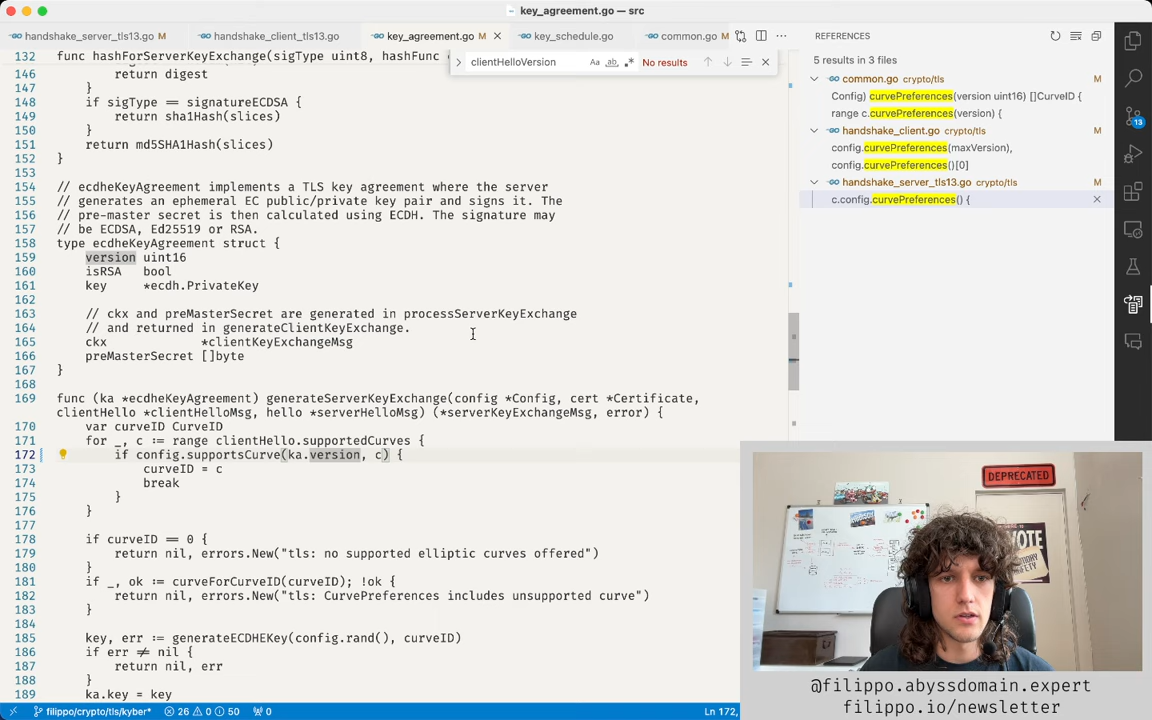 key_agreement.go — src
handshake_server_tls13.go M
handshake_client_tls13.go
key_agreement.go M
key_schedule.go
common.go M
132 func hashForServerKeyExchange(sigType uint8, hashFunc
clientHelloVersion
Aa
ab
No results
146 return digest
147 }
148 if sigType == signatureECDSA {
149 return sha1Hash(slices)
150 }
151 return md5SHA1Hash(slices)
152 }
153
154 // ecdheKeyAgreement implements a TLS key agreement where the server
155 // generates an ephemeral EC public/private key pair and signs it. The
156 // pre-master secret is then calculated using ECDH. The signature may
157 // be ECDSA, Ed25519 or RSA.
158 type ecdheKeyAgreement struct {
159 version uint16
160 isRSA bool
161 key *ecdh.PrivateKey
162
163 // ckx and preMasterSecret are generated in processServerKeyExchange
164 // and returned in generateClientKeyExchange.
165 ckx *clientKeyExchangeMsg
166 preMasterSecret []byte
167 }
168
169 func (ka *ecdheKeyAgreement) generateServerKeyExchange(config *Config, cert *Certificate,
clientHello *clientHelloMsg, hello *serverHelloMsg) (*serverKeyExchangeMsg, error) {
170 var curveID CurveID
171 for _, c := range clientHello.supportedCurves {
172 if config.supportsCurve(ka.version, c) {
173 curveID = c
174 break
175 }
176 }
177
178 if curveID == 0 {
179 return nil, errors.New("tls: no supported elliptic curves offered")
180 }
181 if _, ok := curveForCurveID(curveID); !ok {
182 return nil, errors.New("tls: CurvePreferences includes unsupported curve")
183 }
184
185 key, err := generateECDHEKey(config.rand(), curveID)
186 if err ≠ nil {
187 return nil, err
188 }
189 ka.key = key
filippo/crypto/tls/kyber* 26 0 50 0 Ln 172,
REFERENCES
5 results in 3 files
common.go crypto/tls M
Config) curvePreferences(version uint16) []CurveID {
range c.curvePreferences(version) {
handshake_client.go crypto/tls M
config.curvePreferences(maxVersion),
config.curvePreferences()[0]
handshake_server_tls13.go crypto/tls M
c.config.curvePreferences() {
13
DEPRECATED
@filippo.abyssdomain.expert
filippo.io/newsletter